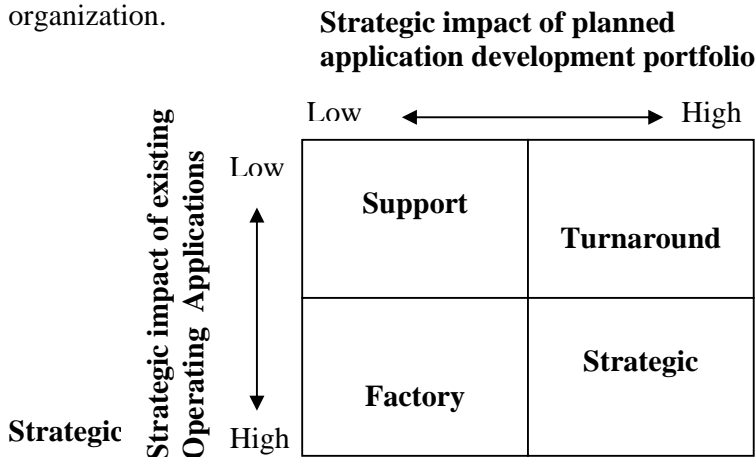 organization.
Strategic impact of planned
application development portfolio
Low High
Strategic impact of existing
Operating Applications
Low
Support
Turnaround
Strategic
Factory
Strategic
High